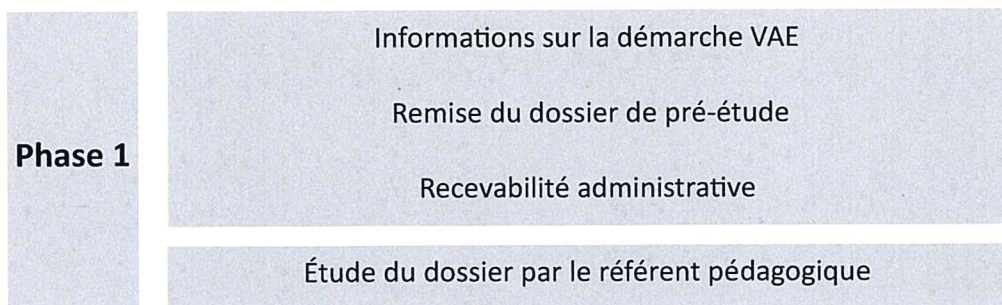 Informations sur la démarche VAE
Remise du dossier de pré-étude
Phase 1
Recevabilité administrative
Étude du dossier par le référent pédagogique